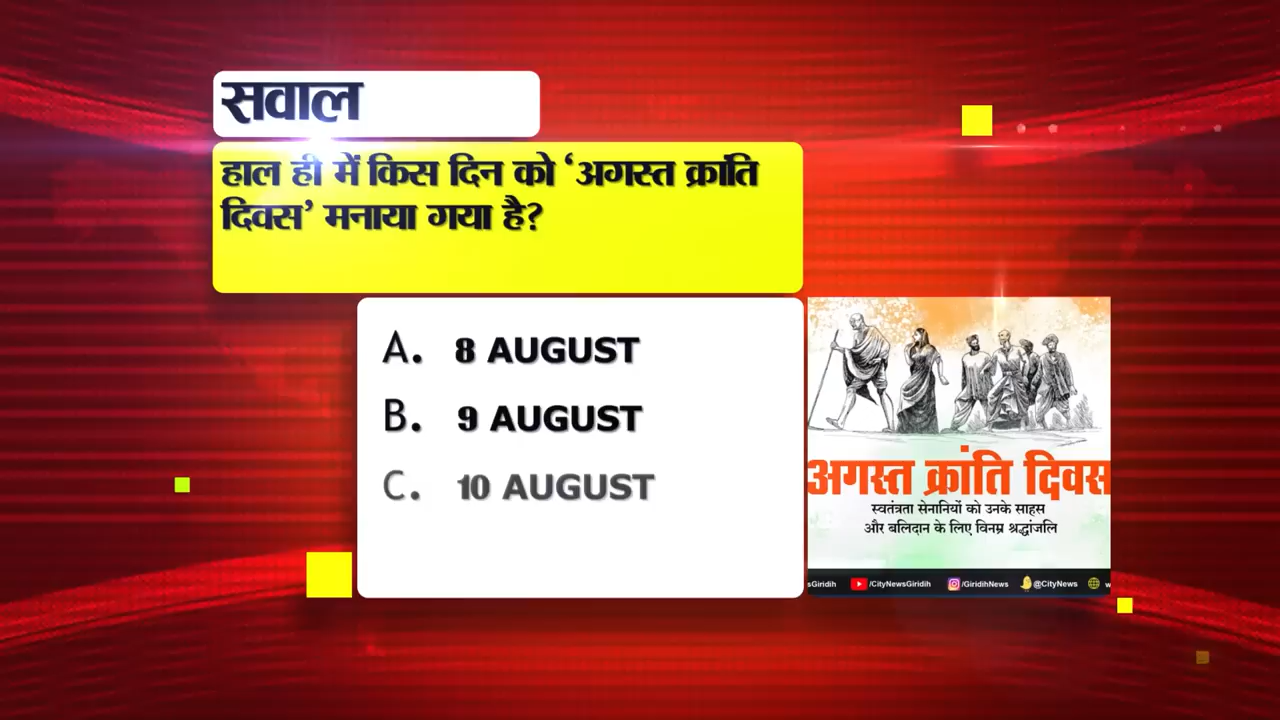 सवाल
हाल ही में किस दिन को ‘अगस्त क्रांति
दिवस’ मनाया गया है?
A. 8 AUGUST
B. 9 AUGUST
C. 10 AUGUST
अगस्त क्रांति दिवस
स्वतंत्रता सेनानियों को उनके साहस
और बलिदान के लिए विनम्र श्रद्धांजलि
sGiridih /CityNewsGiridih /GiridihNews @CityNews w